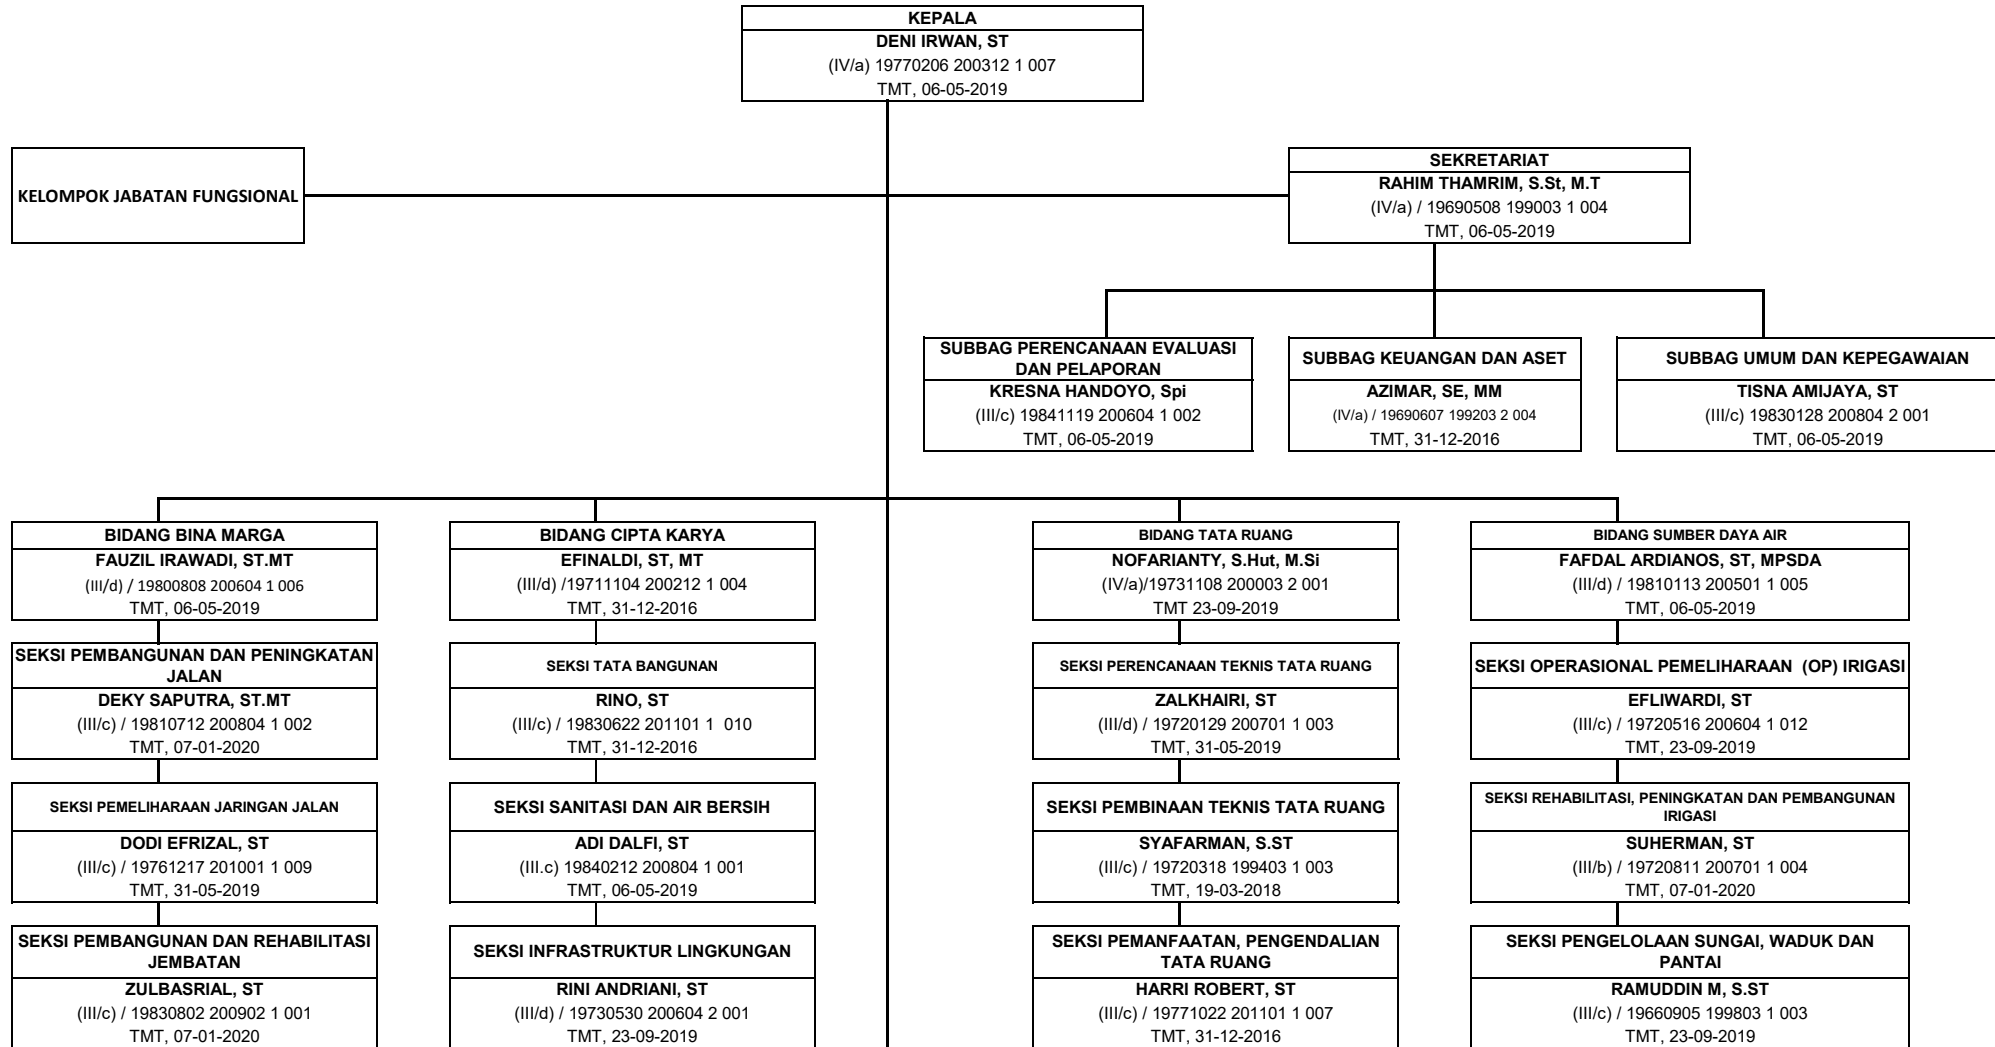 KEPALA
DENI IRWAN, ST
(IV/a) 19770206 200312 1 007
TMT, 06-05-2019
KELOMPOK JABATAN FUNGSIONAL
SEKRETARIAT
RAHIM THAMRIM, S.St, M.T
(IV/a) / 19690508 199003 1 004
TMT, 06-05-2019
SUBBAG PERENCANAAN EVALUASI
DAN PELAPORAN
KRESNA HANDOYO, Spi
(III/c) 19841119 200604 1 002
TMT, 06-05-2019
SUBBAG KEUANGAN DAN ASET
AZIMAR, SE, MM
(IV/a) / 19690607 199203 2 004
TMT, 31-12-2016
SUBBAG UMUM DAN KEPEGAWAIAN
TISNA AMIJAYA, ST
(III/c) 19830128 200804 2 001
TMT, 06-05-2019
BIDANG BINA MARGA
FAUZIL IRAWADI, ST.MT
(III/d) / 19800808 200604 1 006
TMT, 06-05-2019
SEKSI PEMBANGUNAN DAN PENINGKATAN
JALAN
DEKY SAPUTRA, ST.MT
(III/c) / 19810712 200804 1 002
TMT, 07-01-2020
SEKSI PEMELIHARAAN JARINGAN JALAN
DODI EFRIZAL, ST
(III/c) / 19761217 201001 1 009
TMT, 31-05-2019
SEKSI PEMBANGUNAN DAN REHABILITASI
JEMBATAN
ZULBASRIAL, ST
(III/c) / 19830802 200902 1 001
TMT, 07-01-2020
BIDANG CIPTA KARYA
EFINALDI, ST, MT
(III/d) /19711104 200212 1 004
TMT, 31-12-2016
SEKSI TATA BANGUNAN
RINO, ST
(III/c) / 19830622 201101 1  010
TMT, 31-12-2016
SEKSI SANITASI DAN AIR BERSIH
ADI DALFI, ST
(III.c) 19840212 200804 1 001
TMT, 06-05-2019
SEKSI INFRASTRUKTUR LINGKUNGAN
RINI ANDRIANI, ST
(III/d) / 19730530 200604 2 001
TMT, 23-09-2019
BIDANG TATA RUANG
NOFARIANTY, S.Hut, M.Si
(IV/a)/19731108 200003 2 001
TMT 23-09-2019
SEKSI PERENCANAAN TEKNIS TATA RUANG
ZALKHAIRI, ST
(III/d) / 19720129 200701 1 003
TMT, 31-05-2019
SEKSI PEMBINAAN TEKNIS TATA RUANG
SYAFARMAN, S.ST
(III/c) / 19720318 199403 1 003
TMT, 19-03-2018
SEKSI PEMANFAATAN, PENGENDALIAN
TATA RUANG
HARRI ROBERT, ST
(III/c) / 19771022 201101 1 007
TMT, 31-12-2016
BIDANG SUMBER DAYA AIR
FAFDAL ARDIANOS, ST, MPSDA
(III/d) / 19810113 200501 1 005
TMT, 06-05-2019
SEKSI OPERASIONAL PEMELIHARAAN  (OP) IRIGASI
EFLIWARDI, ST
(III/c) / 19720516 200604 1 012
TMT, 23-09-2019
SEKSI REHABILITASI, PENINGKATAN DAN PEMBANGUNAN
IRIGASI
SUHERMAN, ST
(III/b) / 19720811 200701 1 004
TMT, 07-01-2020
SEKSI PENGELOLAAN SUNGAI, WADUK DAN
PANTAI
RAMUDDIN M, S.ST
(III/c) / 19660905 199803 1 003
TMT, 23-09-2019